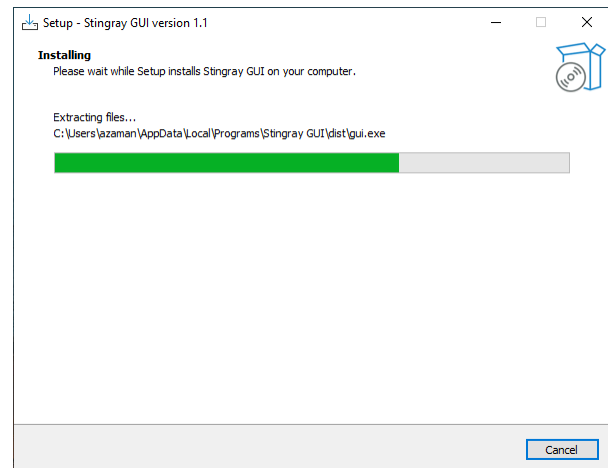 Setup - Stingray GUI version 1.1
Installing
Please wait while Setup installs Stingray GUI on your computer.
Extracting files...
C:\Users\azaman\AppData\Local\Programs\Stingray GUI\dist\gui.exe
Cancel